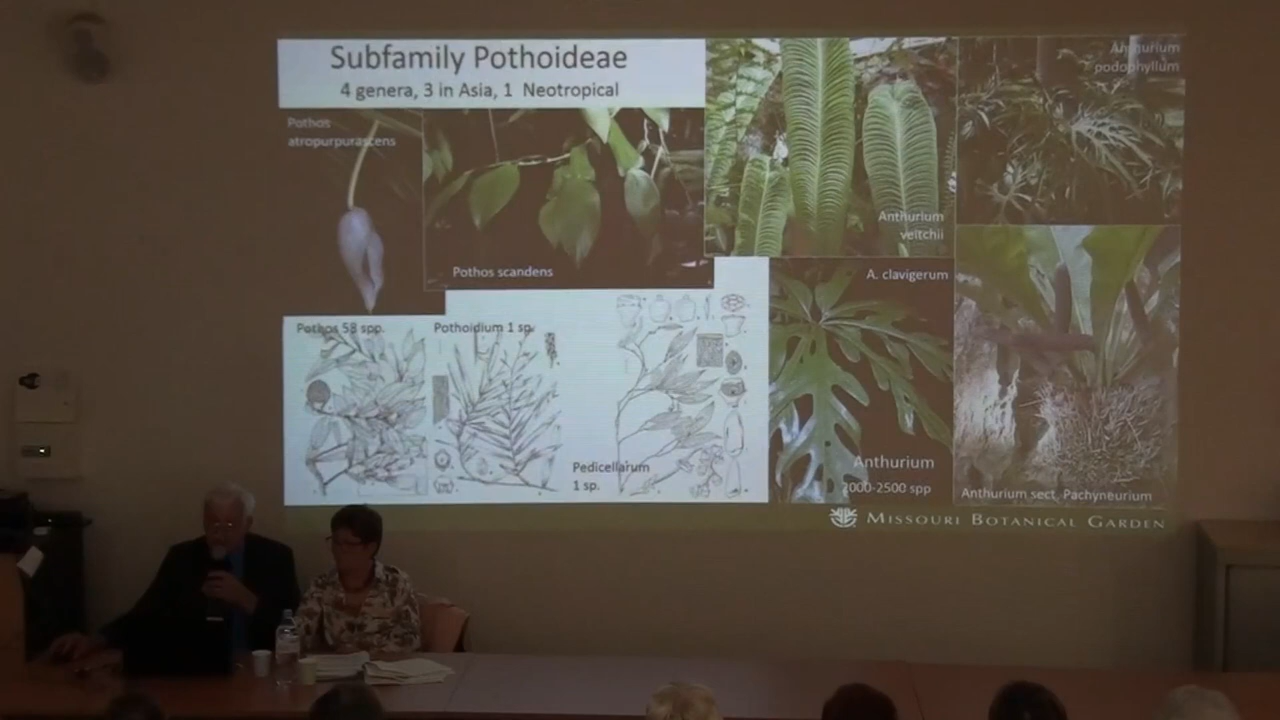 Subfamily Pothoideae
4 genera, 3 in Asia, 1 Neotropical
Pothos
atropurpurascens
Pothos scandens
Anthurium
veitchii
Anthurium
podophyllum
Pothos 58 spp.
Pothoidium 1 sp.
Pedicellarum
1 sp.
A. clavigerum
Anthurium
2000-2500 spp
Anthurium sect. Pachyneurium
MISSOURI BOTANICAL GARDEN